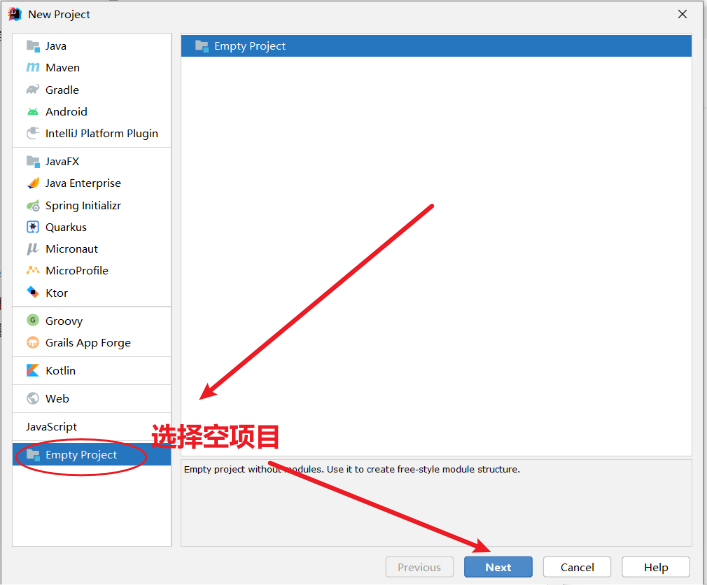 New Project
Java
Maven
Gradle
Android
IntelliJ Platform Plugin
JavaFX
Java Enterprise
Spring Initializr
Quarkus
Micronaut
MicroProfile
Ktor
Groovy
Grails App Forge
Kotlin
Web
JavaScript
Empty Project
Empty Project
选择空项目
Empty project without modules. Use it to create free-style module structure.
Previous
Next
Cancel
Help